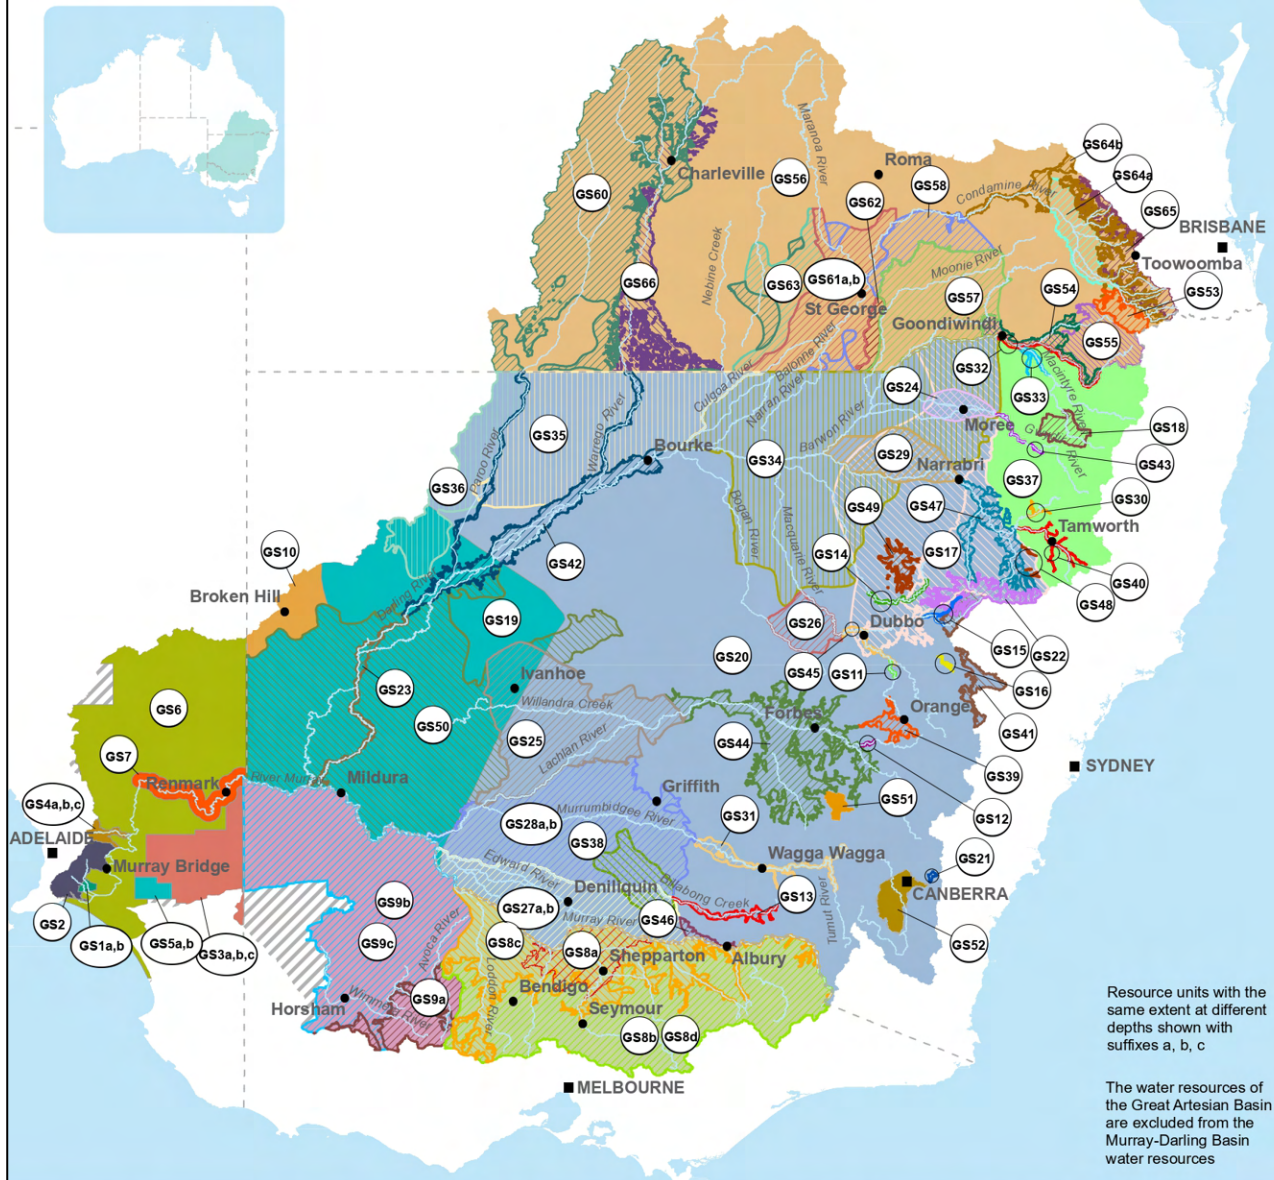 GS64b
Roma
GS64a
Charleville
GS56
Maranoa River
GS58
GS60
GS62
Condamine River
GS65
BRISBANE
Nebine Creek
Moonie River
Toowoomba
GS66
GS63
GS61a,b
GS57
GS54
GS53
St George
Goondiwindi
GS55
Culgoa River
Balonne River
Narran River
GS32
Macintyre River
GS24
GS33
Paroo River
Warrego River
GS35
Barwon River
Moree
Gwydir River
GS18
Bourke
GS34
GS29
Narrabri
GS43
GS36
GS37
Bogan River
Macquarie River
GS49
GS47
GS30
Tamworth
GS10
GS42
GS14
GS17
GS40
Broken Hill
Darling River
GS48
GS19
GS26
Dubbo
GS15
GS22
GS20
GS45
GS11
GS16
Ivanhoe
GS23
Willandra Creek
GS6
Forbes
Orange
GS50
GS25
Lachlan River
GS44
GS41
GS7
SYDNEY
Renmark
River Murray
Mildura
GS39
Griffith
GS4a,b,c
Murrumbidgee River
GS51
GS28a,b
GS31
GS12
ADELAIDE
GS38
Murray Bridge
Edward River
Wagga Wagga
GS21
Deniliquin
Billabong Creek
GS13
CANBERRA
GS9b
GS27a,b
Murray River
Tumut River
GS2
GS46
GS1a,b
GS5a,b
GS3a,b,c
GS9c
Avoca River
GS8c
GS8a
Shepparton
Albury
GS52
Loddon River
Bendigo
GS9a
Horsham
Wimmera River
Seymour
GS8b
GS8d
MELBOURNE
Resource units with the
same extent at different
depths shown with
suffixes a, b, c
The water resources of
the Great Artesian Basin
are excluded from the
Murray-Darling Basin
water resources